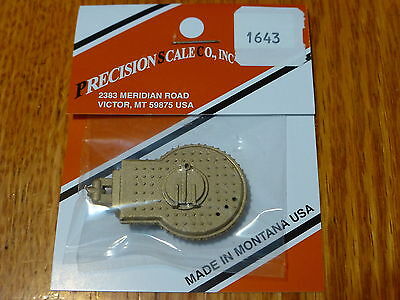 1643
PRECISION SCALE CO., INC
2383 MERIDIAN ROAD
VICTOR, MT 59875 USA
MADE IN MONTANA USA